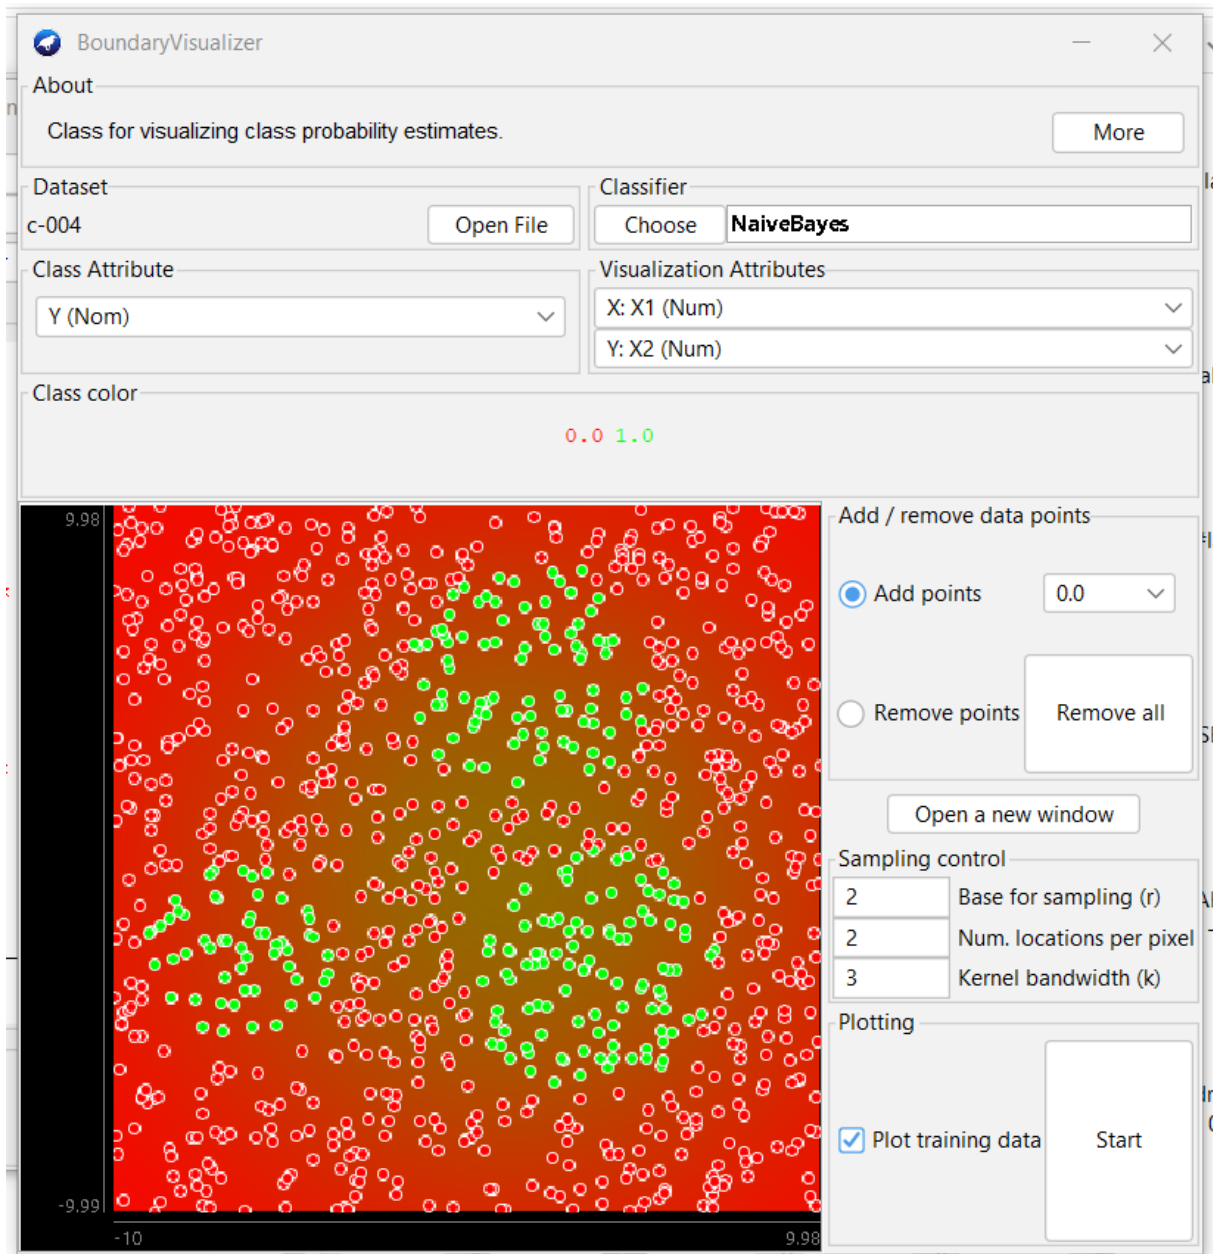 BoundaryVisualizer
About
Class for visualizing class probability estimates.
More
Dataset
c-004
Open File
Classifier
Choose
NaiveBayes
Class Attribute
Y (Nom)
Visualization Attributes
X: X1 (Num)
Y: X2 (Num)
Class color
0.0 1.0
9.98
-9.99
-10
9.98
Add / remove data points
Add points
0.0
Remove points
Remove all
Open a new window
Sampling control
2 Base for sampling (r)
2 Num. locations per pixel
3 Kernel bandwidth (k)
Plotting
Plot training data
Start